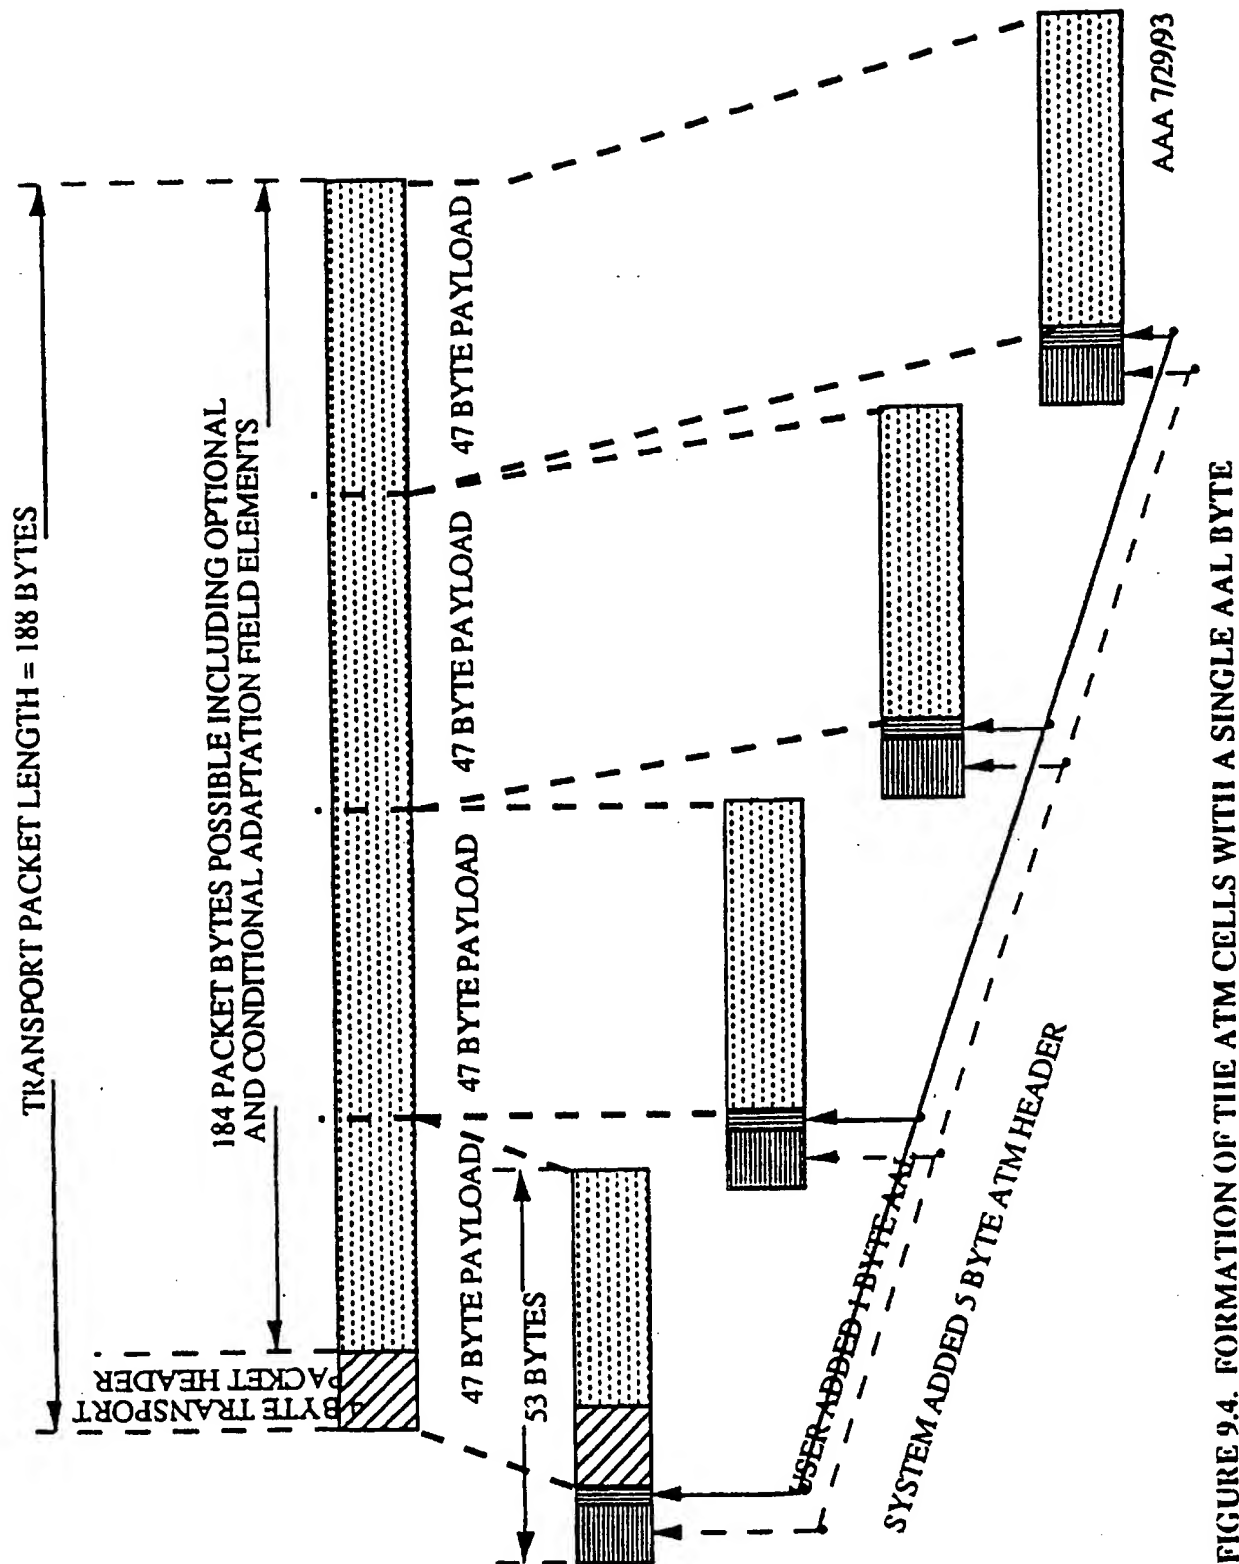 TRANSPORT PACKET LENGTH = 188 BYTES
184 PACKET BYTES POSSIBLE INCLUDING OPTIONAL
AND CONDITIONAL ADAPTATION FIELD ELEMENTS
4 BYTE TRANSPORT
PACKET HEADER
47 BYTE PAYLOAD
47 BYTE PAYLOAD
47 BYTE PAYLOAD
47 BYTE PAYLOAD
53 BYTES
USER ADDED 1 BYTE AAL
SYSTEM ADDED 5 BYTE ATM HEADER
AAA 7/29/93
FIGURE 9.4. FORMATION OF THE ATM CELLS WITH A SINGLE AAL BYTE